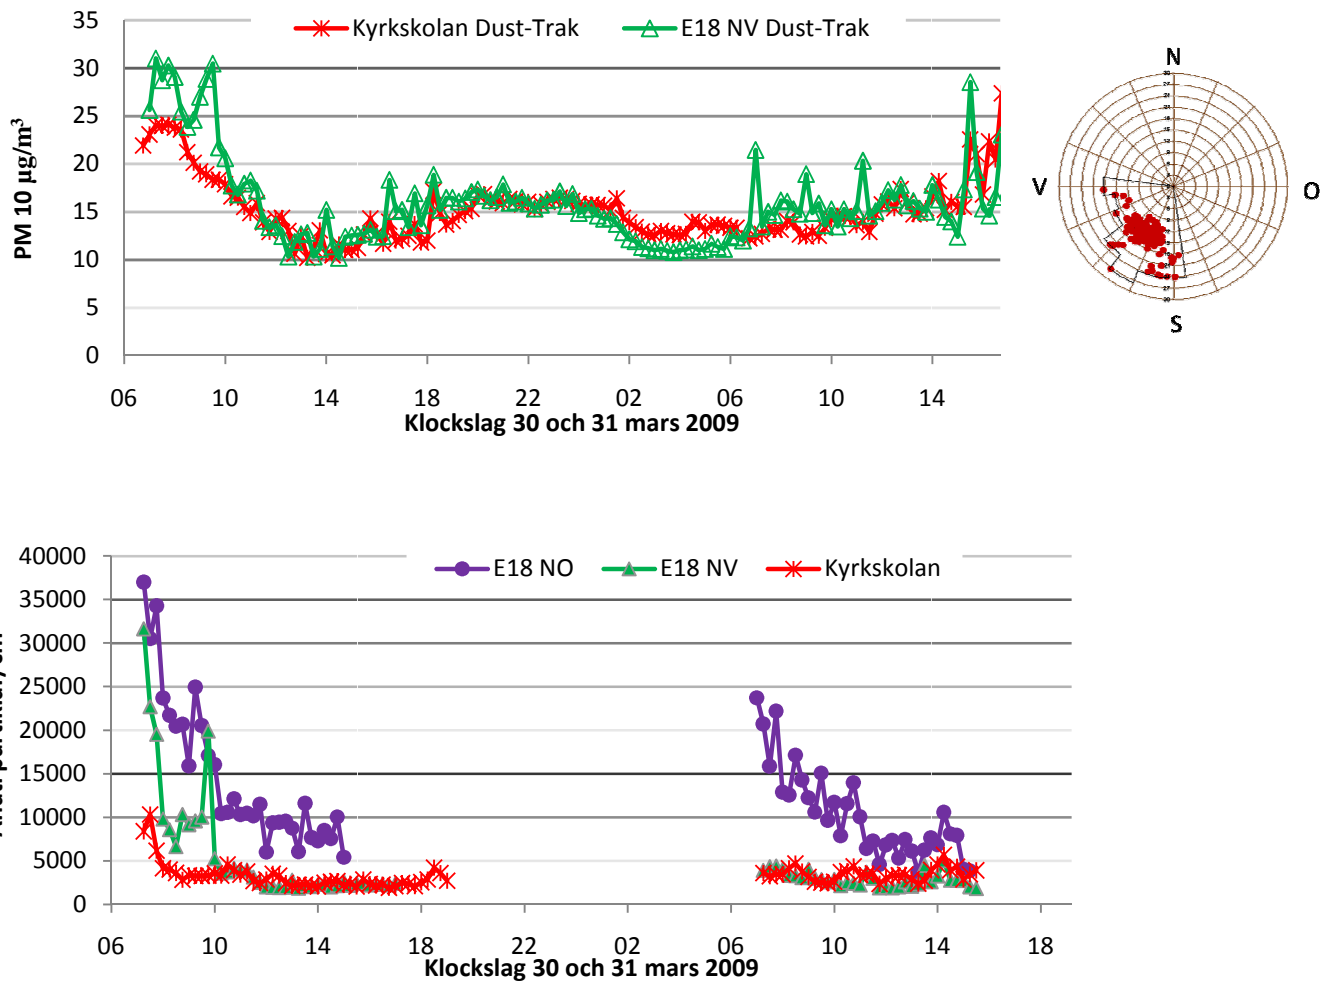 35
30
25
20
15
10
5
0
PM 10 µg/m³
Kyrkskolan Dust-Trak
E18 NV Dust-Trak
06 10 14 18 22 02 06 10 14
Klockslag 30 och 31 mars 2009
N
V
O
S
40000
35000
30000
25000
20000
15000
10000
5000
0
E18 NO
E18 NV
Kyrkskolan
06 10 14 18 22 02 06 10 14 18
Klockslag 30 och 31 mars 2009